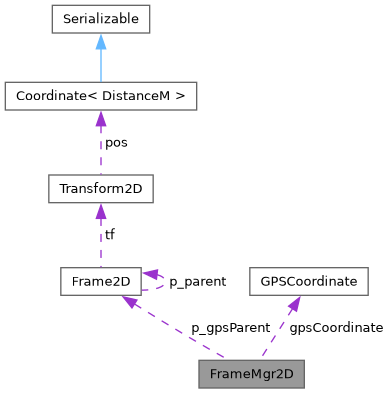 Serializable
Coordinate< DistanceM >
pos
Transform2D
tf
Frame2D
p_parent
GPSCoordinate
p_gpsParent
gpsCoordinate
FrameMgr2D